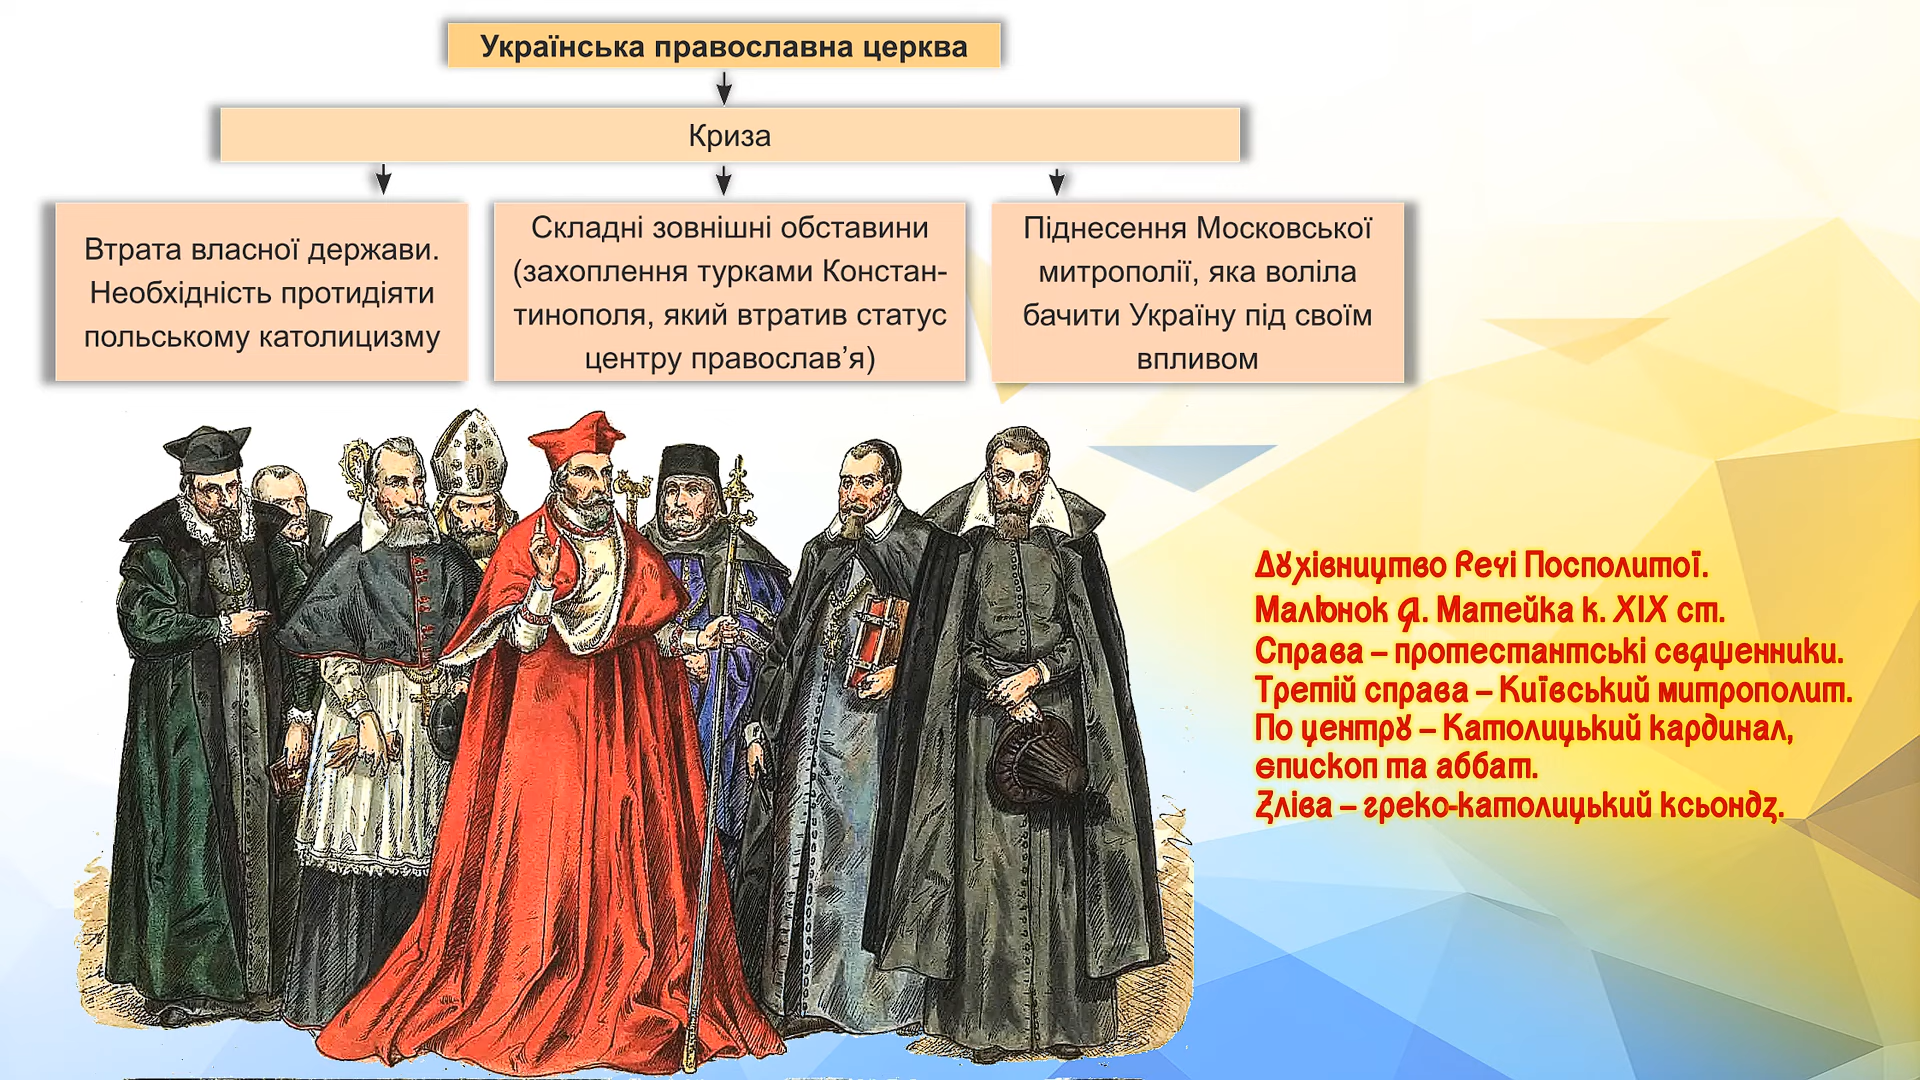 Українська православна церква
Криза
Втрата власної держави.
Необхідність протидіяти
польському католицизму
Складні зовнішні обставини
(захоплення турками Констан-
тинополя, який втратив статус
центру православ’я)
Піднесення Московської
митрополії, яка воліла
бачити Україну під своїм
впливом
Духівництво Речі Посполитої.
Малюнок Я. Матейка к. ХІХ ст.
Справа – протестантські священники.
Третій справа – Київський митрополит.
По центру – Католицький кардинал,
єпископ та аббат.
Зліва – греко-католицький ксьондз.